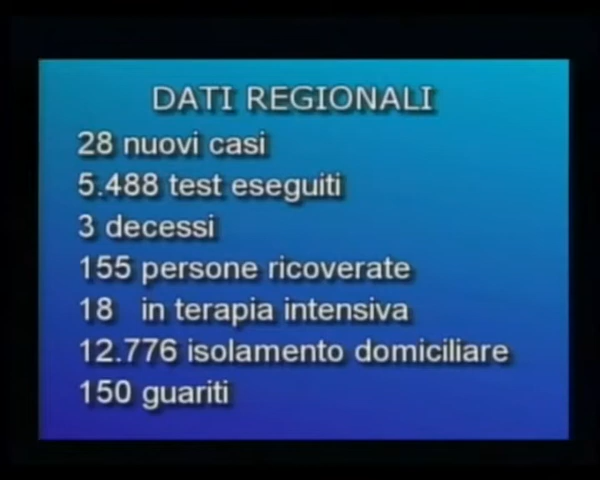 DATI REGIONALI
28 nuovi casi
5.488 test eseguiti
3 decessi
155 persone ricoverate
18 in terapia intensiva
12.776 isolamento domiciliare
150 guariti